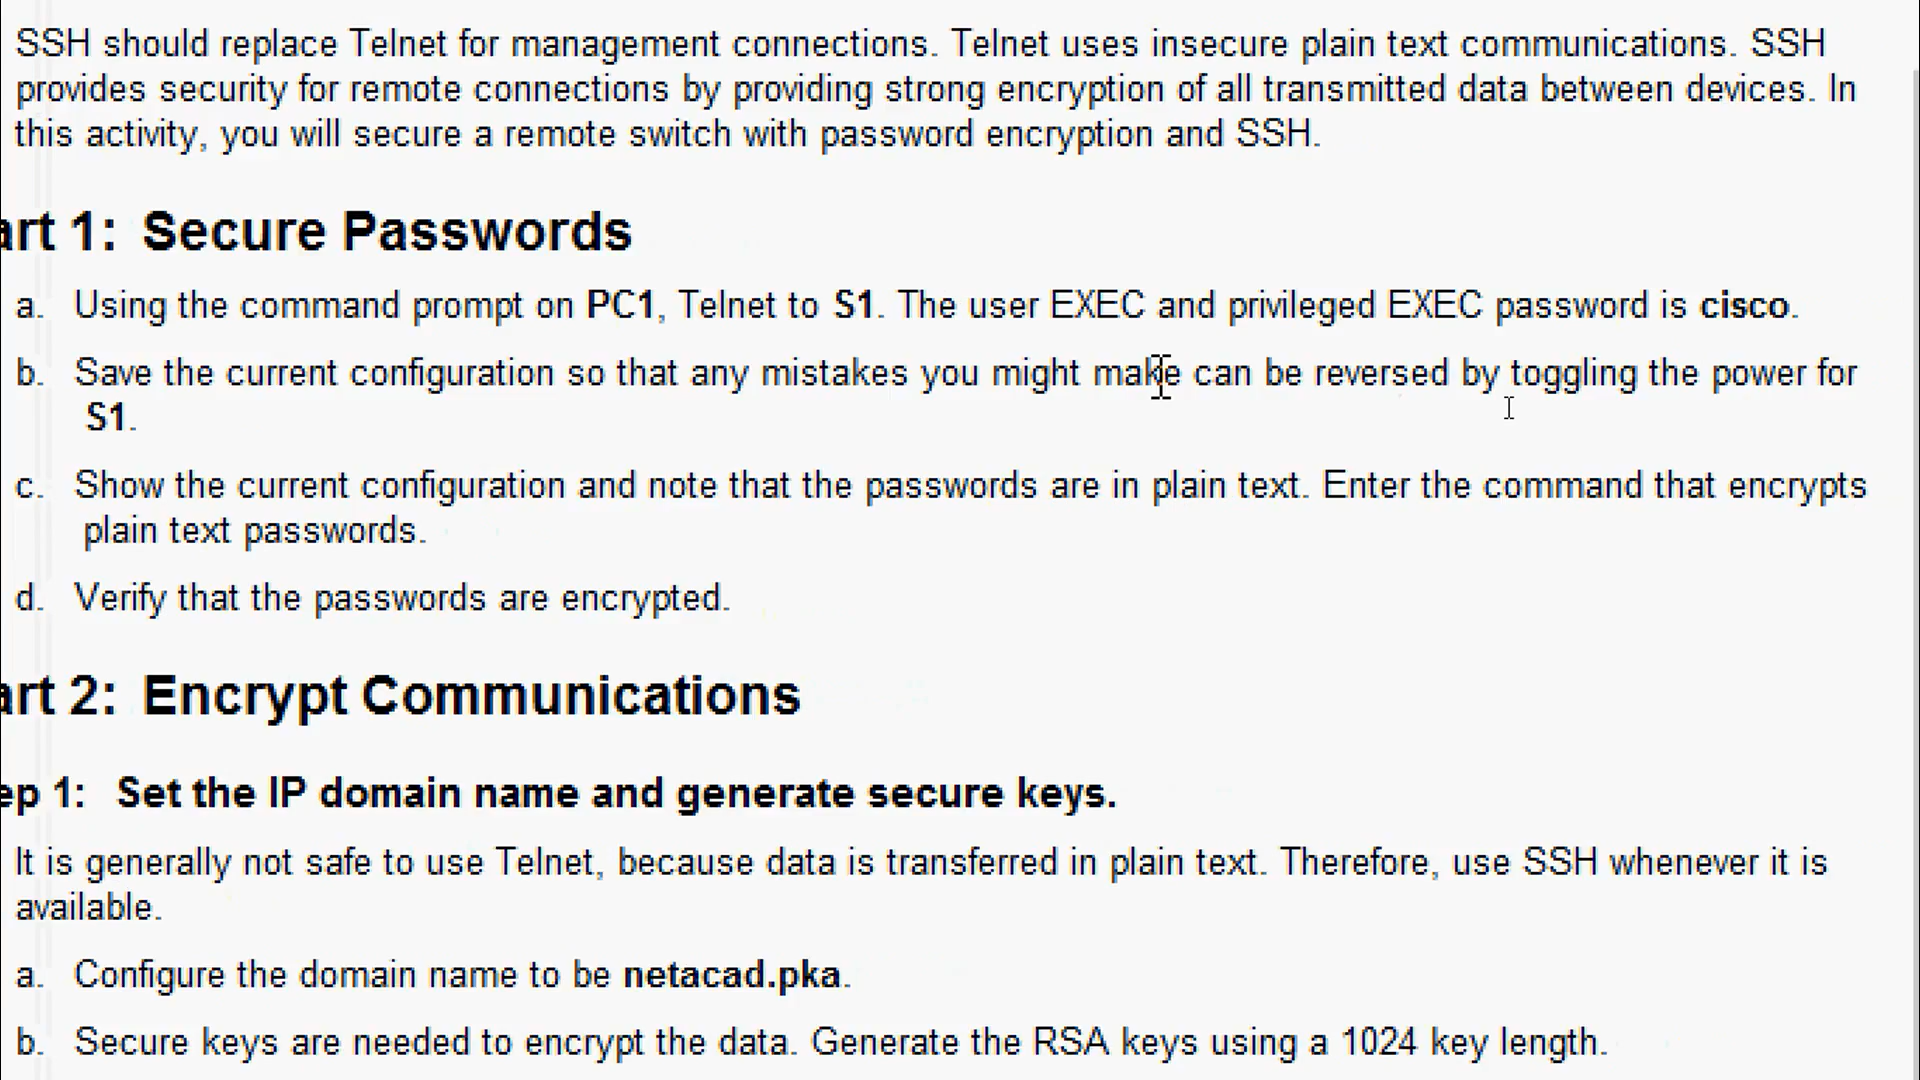 SSH should replace Telnet for management connections. Telnet uses insecure plain text communications. SSH
provides security for remote connections by providing strong encryption of all transmitted data between devices. In
this activity, you will secure a remote switch with password encryption and SSH.
art 1: Secure Passwords
a. Using the command prompt on PC1, Telnet to S1. The user EXEC and privileged EXEC password is cisco.
b. Save the current configuration so that any mistakes you might make can be reversed by toggling the power for
S1.
c. Show the current configuration and note that the passwords are in plain text. Enter the command that encrypts
plain text passwords.
d. Verify that the passwords are encrypted.
art 2: Encrypt Communications
ep 1: Set the IP domain name and generate secure keys.
It is generally not safe to use Telnet, because data is transferred in plain text. Therefore, use SSH whenever it is
available.
a. Configure the domain name to be netacad.pka.
b. Secure keys are needed to encrypt the data. Generate the RSA keys using a 1024 key length.